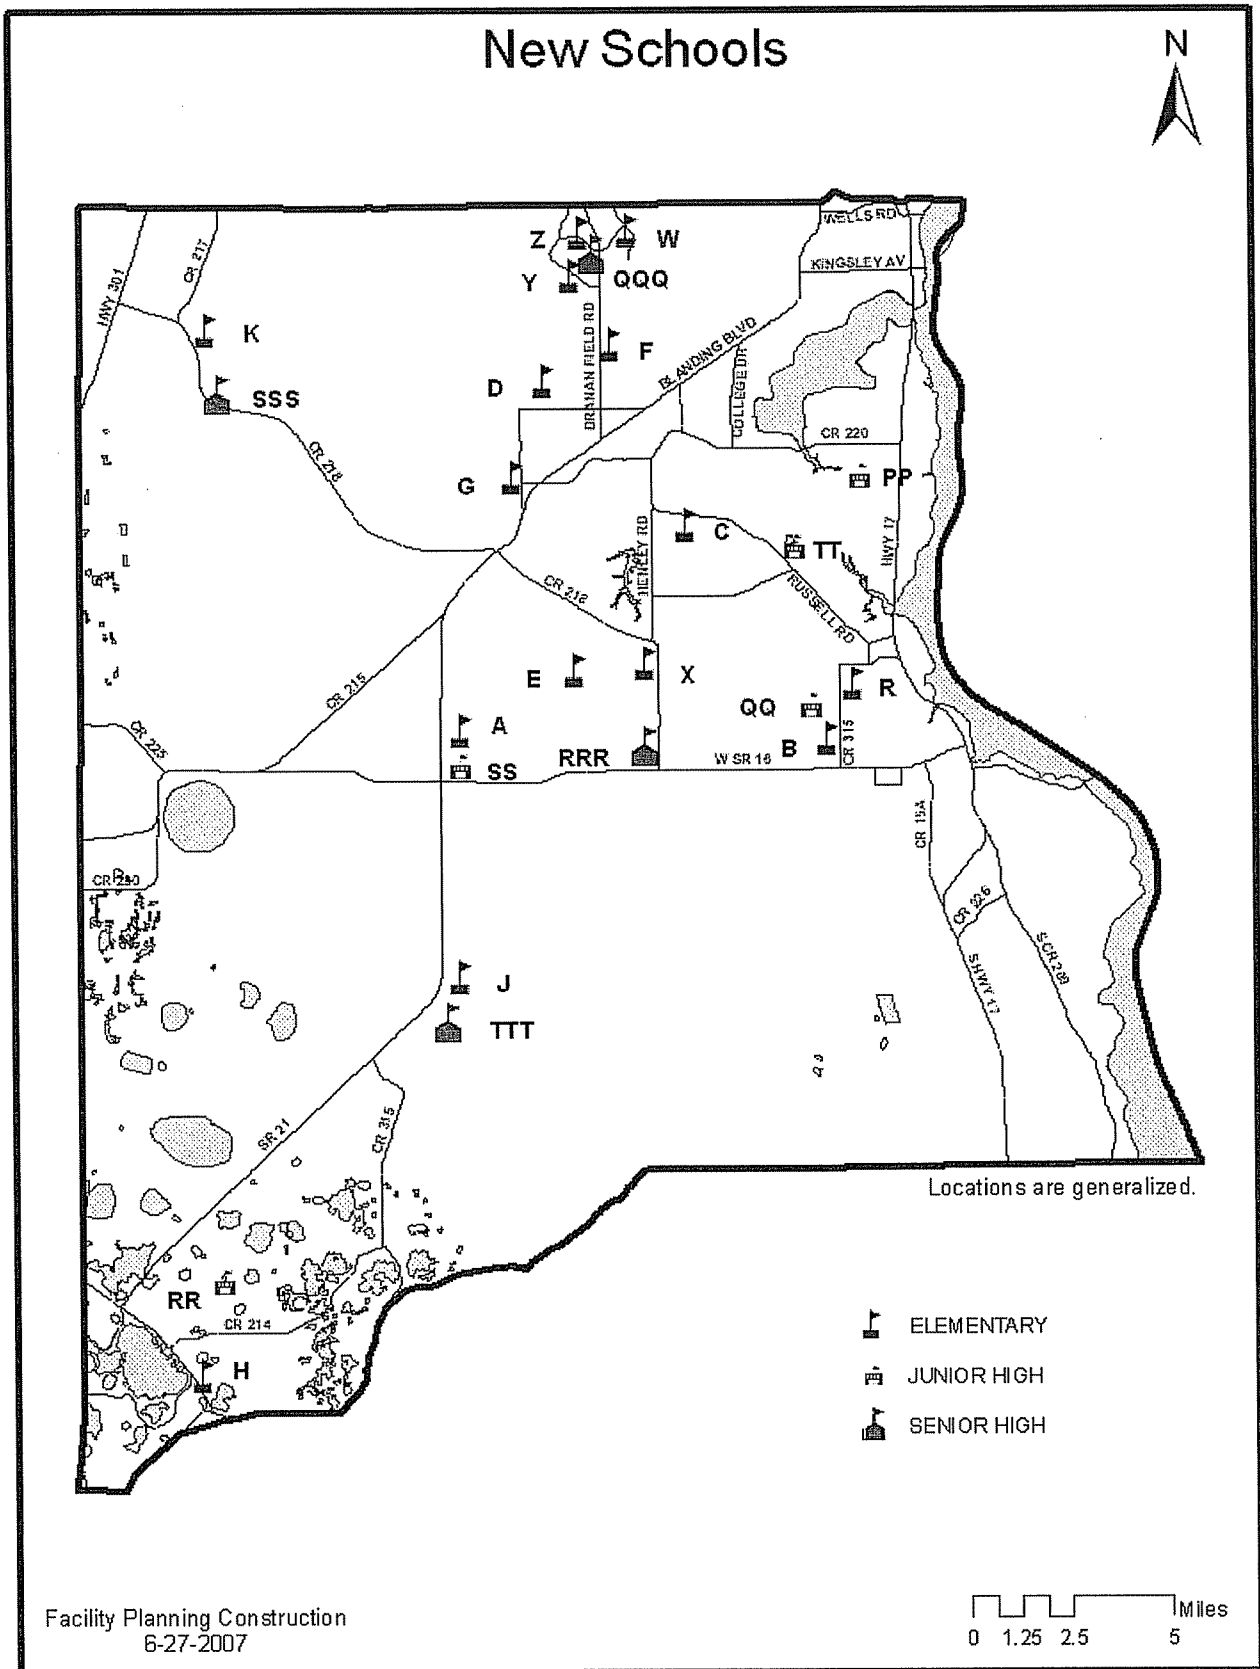 New Schools
N
WELLS RD
KINGSLEY AV
HWY 301
CR 217
Z
W
Y
QQQ
K
BRANAN FIELD RD
F
BLANDING BLVD
COLLEGE DR
D
SSS
CR 220
CR 218
G
PP
C
HWY 17
TT
HENLEY RD
CR 218
RUSSELL RD
E
X
R
CR 215
QQ
CR 225
A
B
CR 315
RRR
W SR 16
SS
CR 15A
CR 230
CR 226
S CR 209
S HWY 17
J
TTT
SR 21
CR 315
Locations are generalized.
RR
CR 214
H
ELEMENTARY
JUNIOR HIGH
SENIOR HIGH
Facility Planning Construction
6-27-2007
Miles
0 1.25 2.5 5